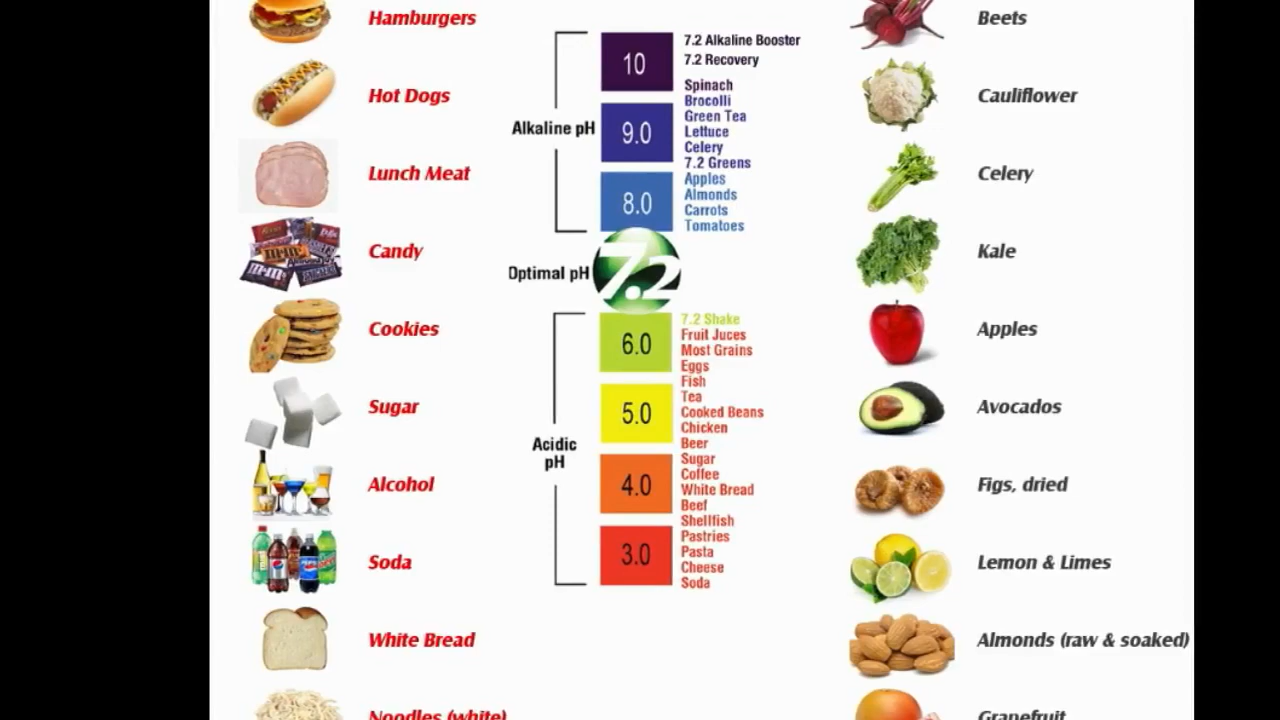 Hamburgers
Hot Dogs
Lunch Meat
Candy
Cookies
Sugar
Alcohol
Soda
White Bread
Noodles (white)
Alkaline pH
Optimal pH
Acidic
pH
10
9.0
8.0
7.2
6.0
5.0
4.0
3.0
7.2 Alkaline Booster
7.2 Recovery
Spinach
Brocolli
Green Tea
Lettuce
Celery
7.2 Greens
Apples
Almonds
Carrots
Tomatoes
7.2 Shake
Fruit Juces
Most Grains
Eggs
Fish
Tea
Cooked Beans
Chicken
Beer
Sugar
Coffee
White Bread
Beef
Shellfish
Pastries
Pasta
Cheese
Soda
Beets
Cauliflower
Celery
Kale
Apples
Avocados
Figs, dried
Lemon & Limes
Almonds (raw & soaked)
Grapefruit